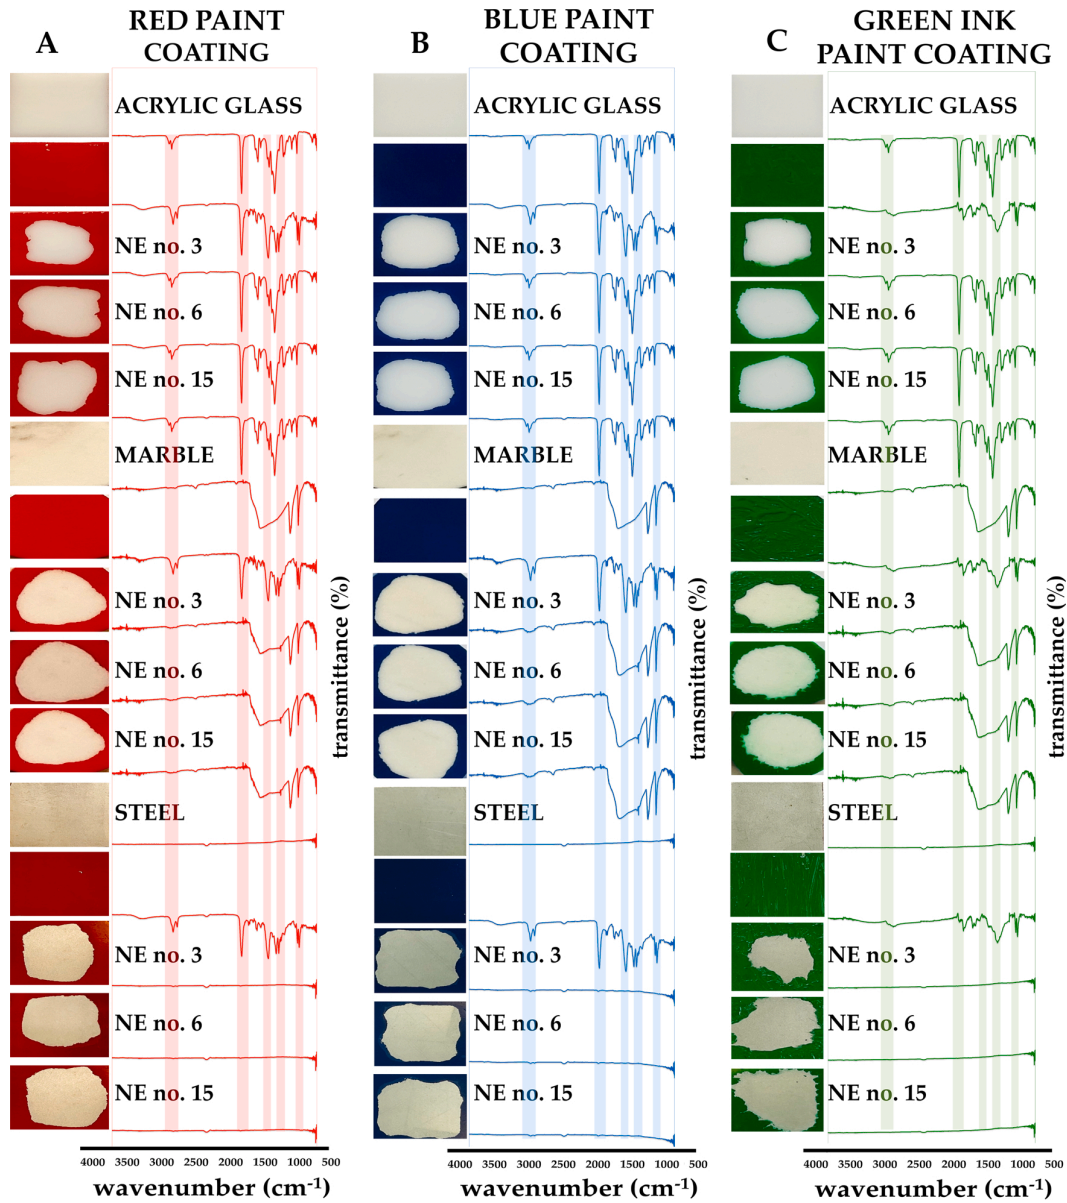 A
RED PAINT
COATING
ACRYLIC GLASS
NE no. 3
NE no. 6
NE no. 15
MARBLE
NE no. 3
NE no. 6
NE no. 15
STEEL
NE no. 3
NE no. 6
NE no. 15
transmittance (%)
4000 3500 2500 2000 1500 1000 500
wavenumber (cm-1)
B
BLUE PAINT
COATING
ACRYLIC GLASS
NE no. 3
NE no. 6
NE no. 15
MARBLE
NE no. 3
NE no. 6
NE no. 15
STEEL
NE no. 3
NE no. 6
NE no. 15
transmittance (%)
4000 3500 2500 2000 1500 1000 500
wavenumber (cm-1)
C
GREEN INK
PAINT COATING
ACRYLIC GLASS
NE no. 3
NE no. 6
NE no. 15
MARBLE
NE no. 3
NE no. 6
NE no. 15
STEEL
NE no. 3
NE no. 6
NE no. 15
transmittance (%)
4000 3500 3000 2000 1500 1000 500
wavenumber (cm-1)